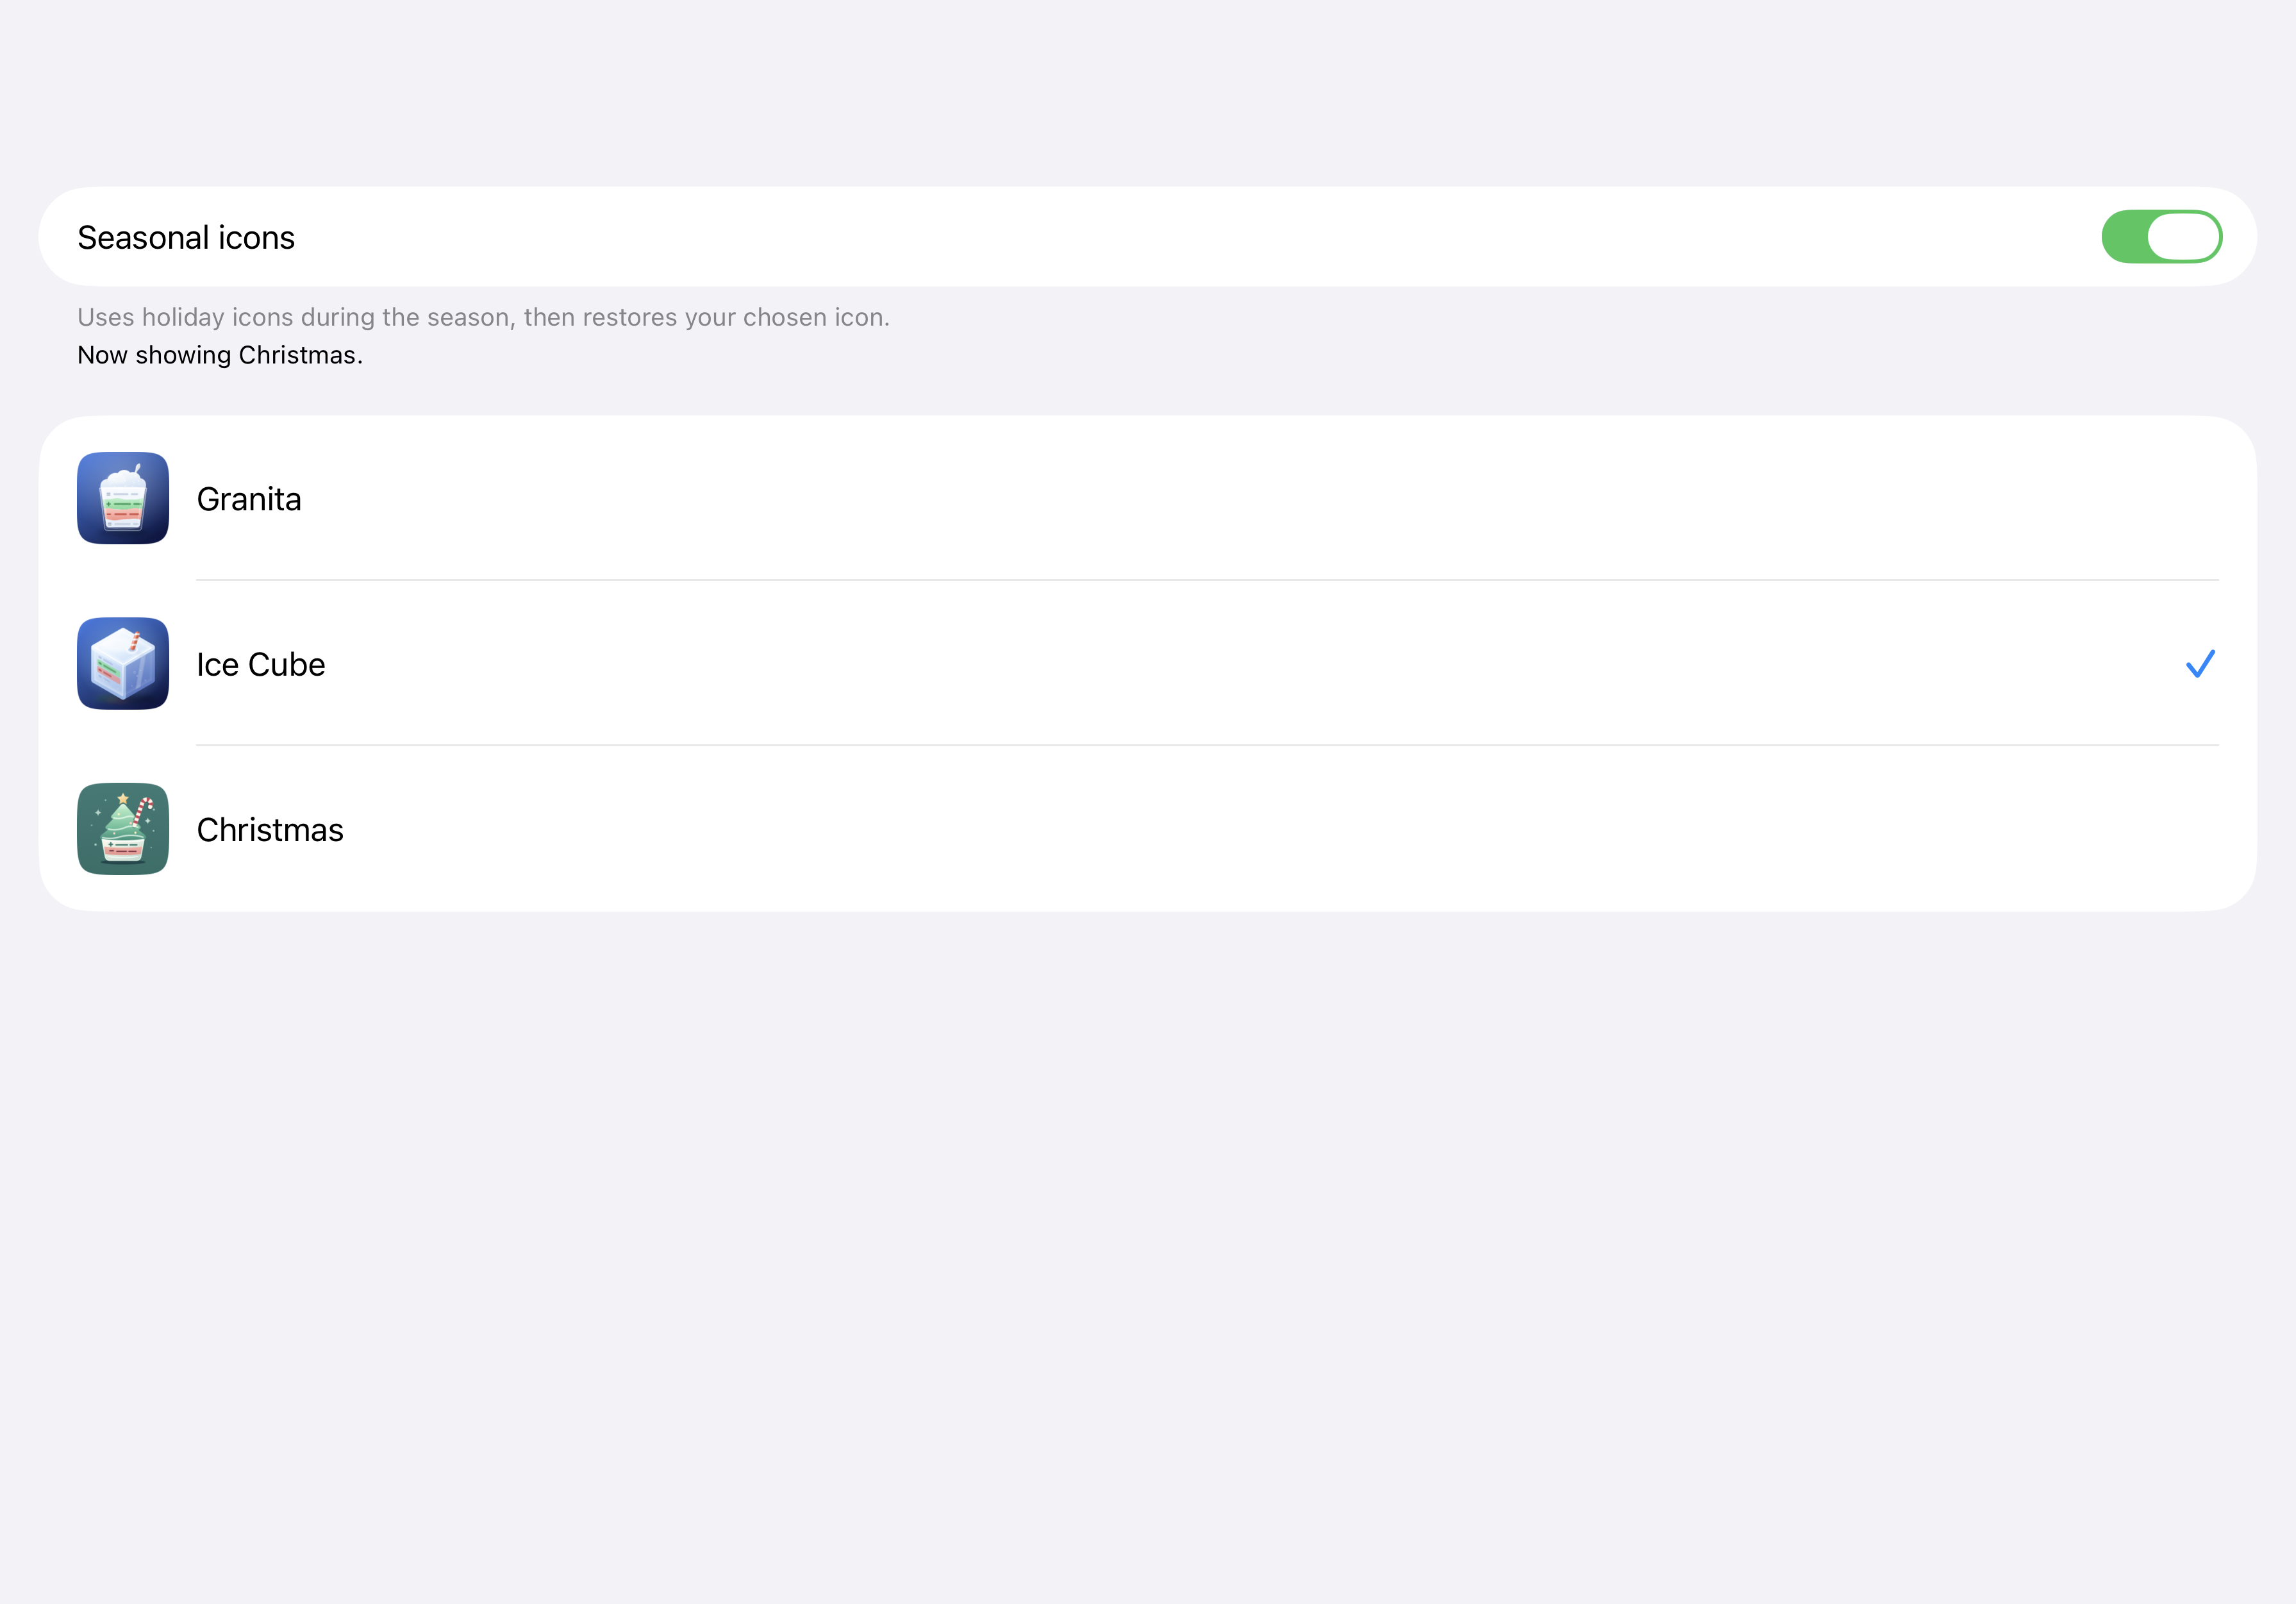 Seasonal icons
Uses holiday icons during the season, then restores your chosen icon.
Now showing Christmas.
Granita
Ice Cube
Christmas